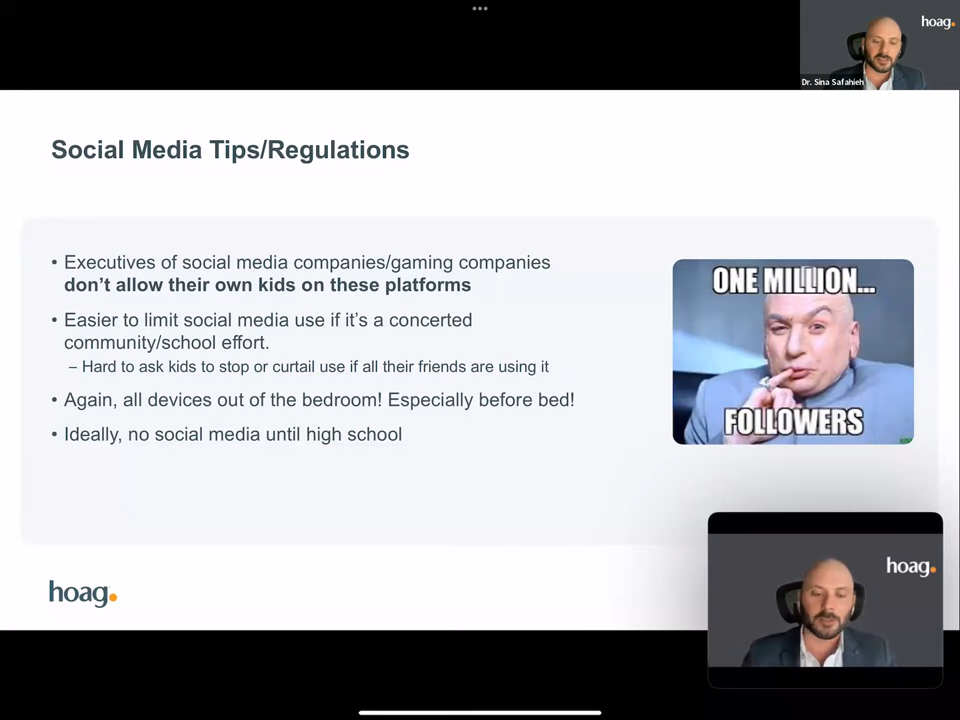 hoag.
Dr. Sina Safahieh
Social Media Tips/Regulations
• Executives of social media companies/gaming companies
don’t allow their own kids on these platforms
• Easier to limit social media use if it’s a concerted
community/school effort.
– Hard to ask kids to stop or curtail use if all their friends are using it
• Again, all devices out of the bedroom! Especially before bed!
• Ideally, no social media until high school
ONE MILLION...
FOLLOWERS
hoag.
hoag.